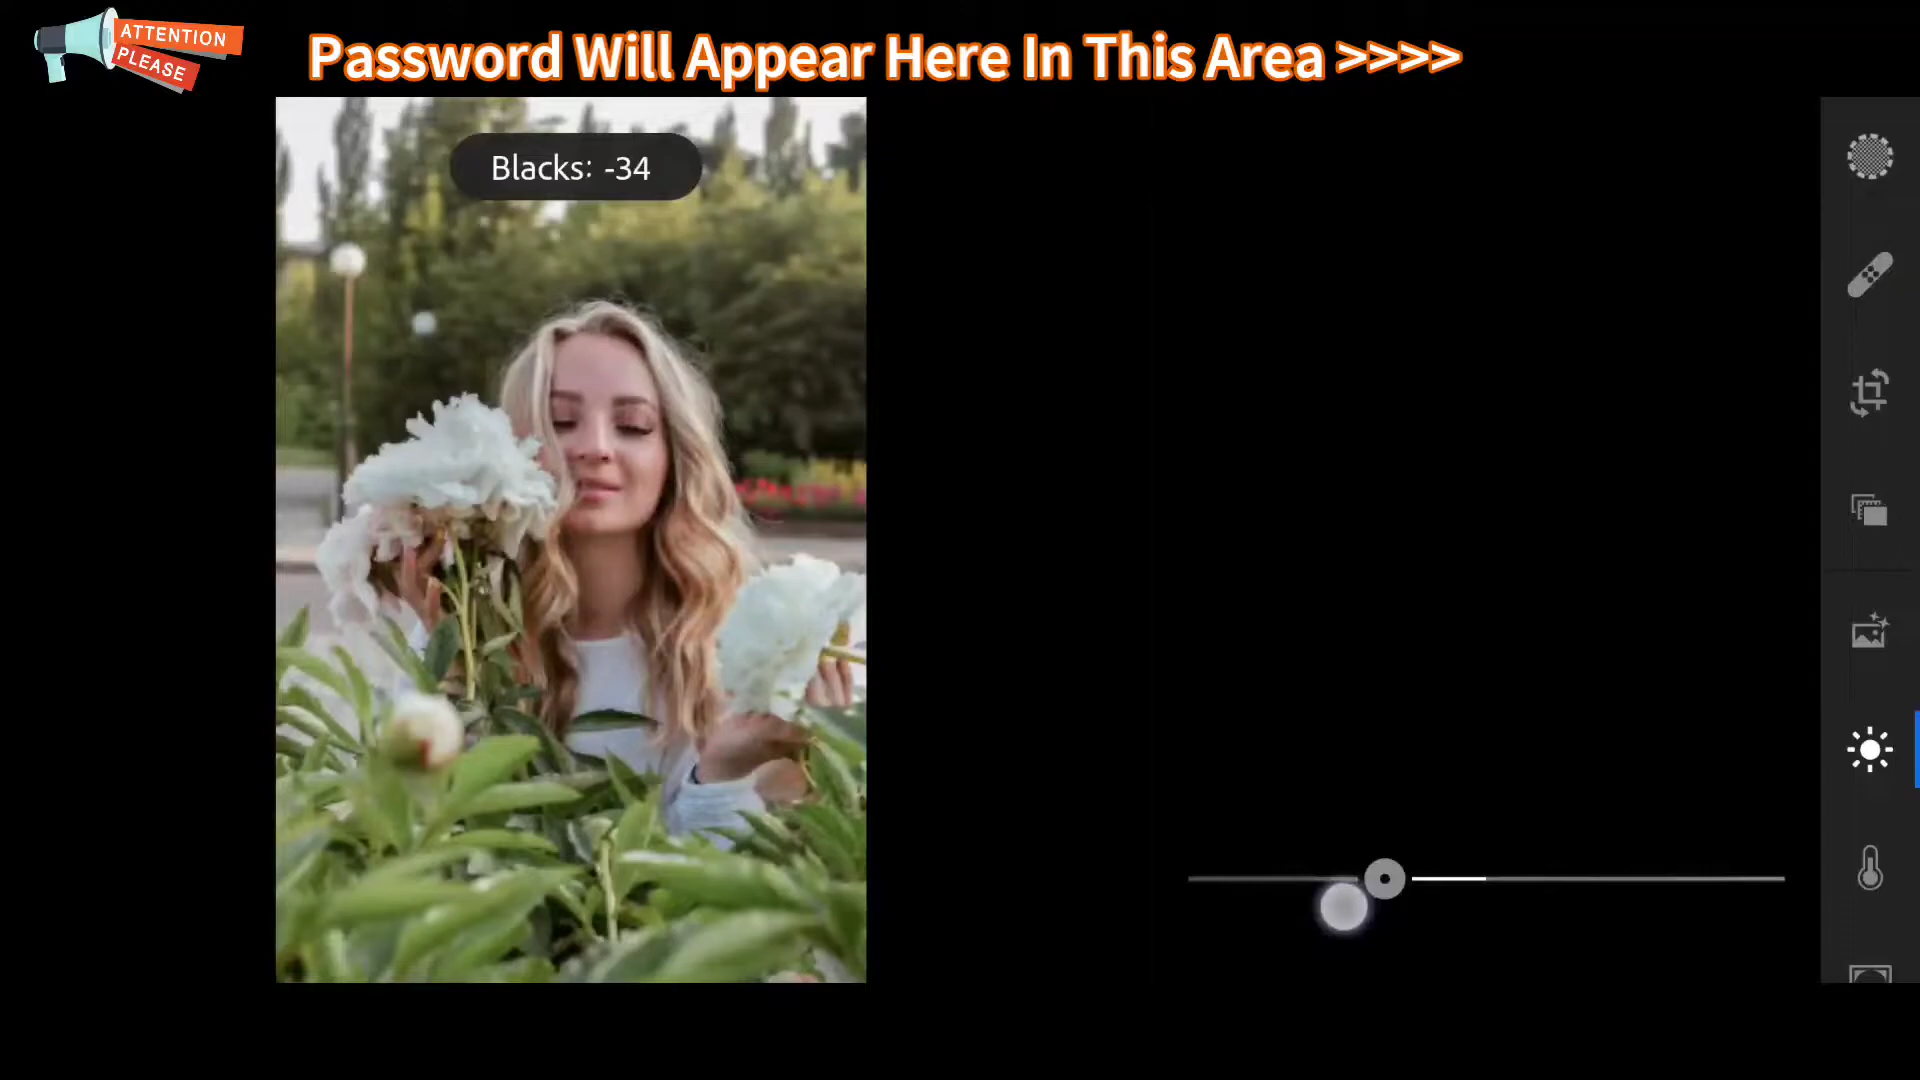 ATTENTION
PLEASE
Password Will Appear Here In This Area >>>>
Blacks: -34